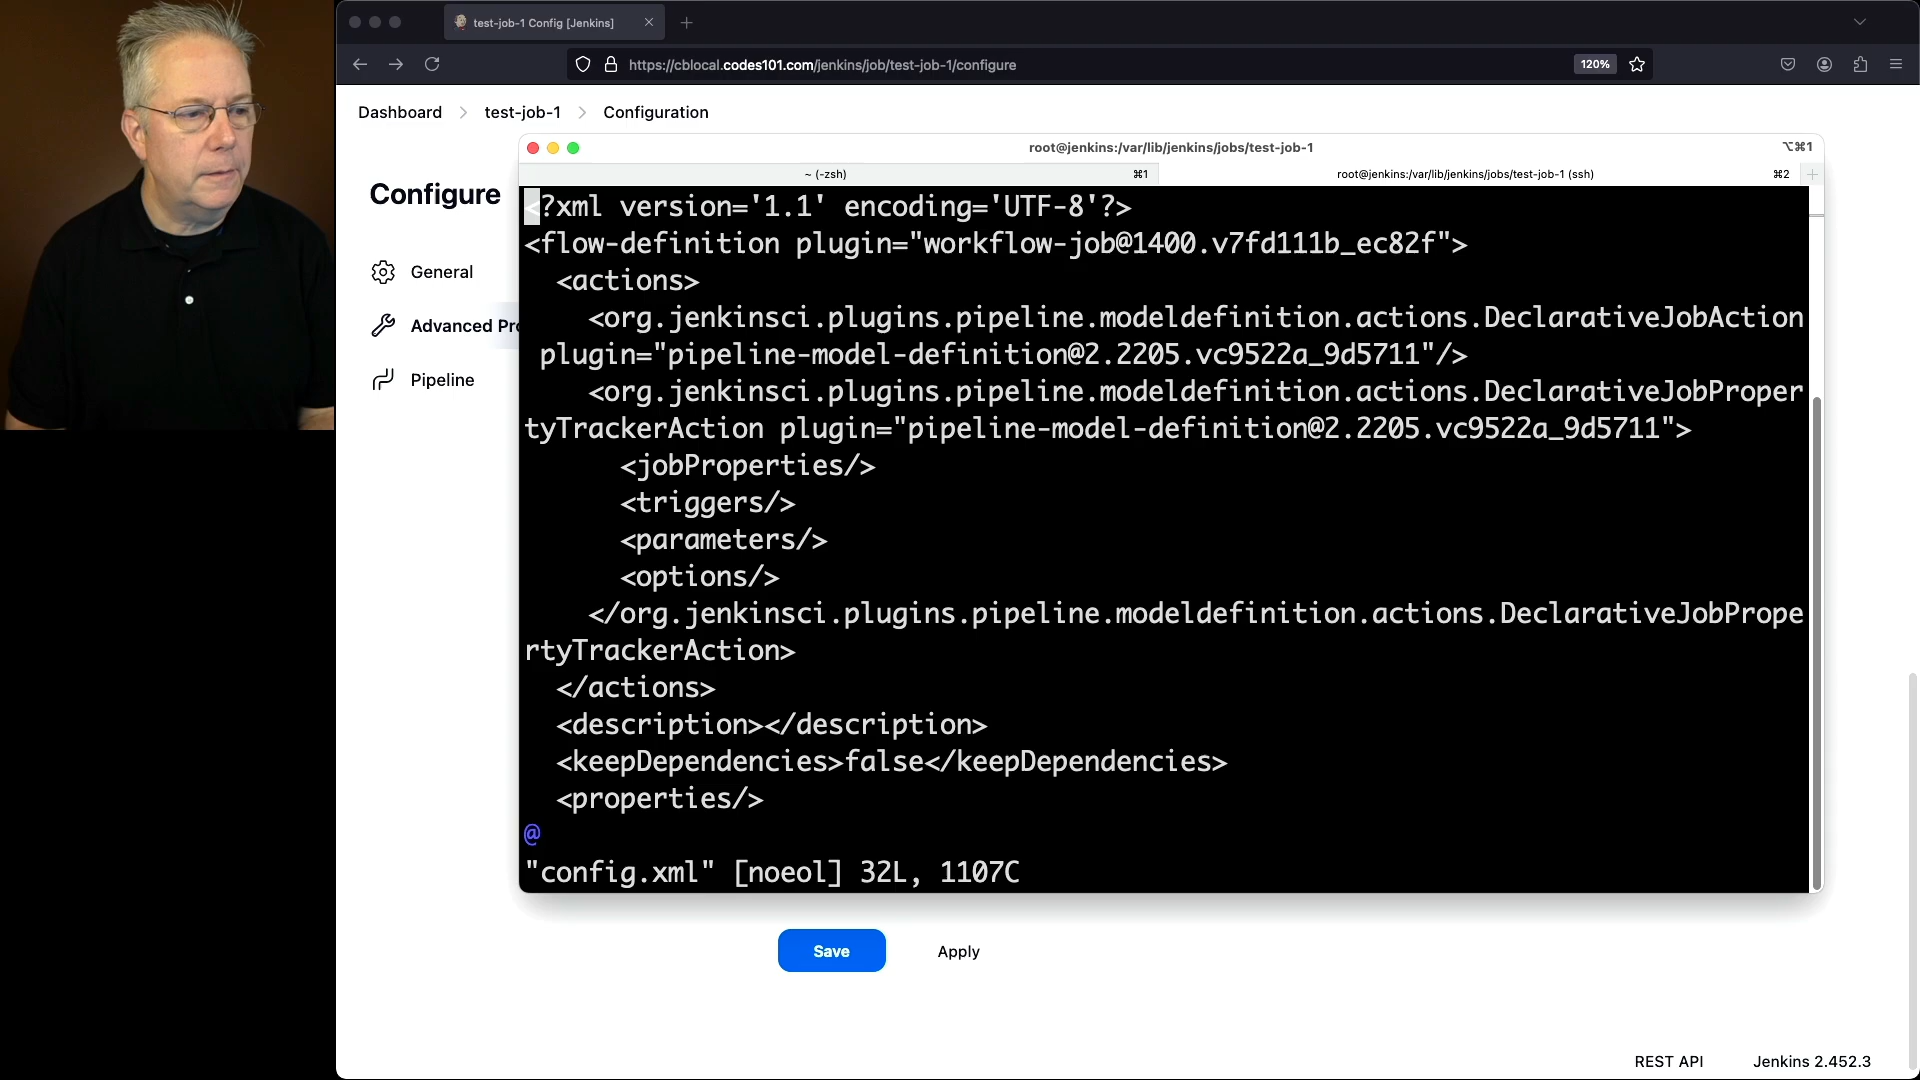 test-job-1 Config [Jenkins]
https://cblocal.codes101.com/jenkins/job/test-job-1/configure
120%
Dashboard > test-job-1 > Configuration
root@jenkins:/var/lib/jenkins/jobs/test-job-1
⌥⌘1
~ (-zsh)
⌘1
root@jenkins:/var/lib/jenkins/jobs/test-job-1 (ssh)
⌘2
Configure
General
Advanced Pro
Pipeline
<?xml version='1.1' encoding='UTF-8'?>
<flow-definition plugin="workflow-job@1400.v7fd111b_ec82f">
<actions>
<org.jenkinsci.plugins.pipeline.modeldefinition.actions.DeclarativeJobAction
plugin="pipeline-model-definition@2.2205.vc9522a_9d5711"/>
<org.jenkinsci.plugins.pipeline.modeldefinition.actions.DeclarativeJobProper
tyTrackerAction plugin="pipeline-model-definition@2.2205.vc9522a_9d5711">
<jobProperties/>
<triggers/>
<parameters/>
<options/>
</org.jenkinsci.plugins.pipeline.modeldefinition.actions.DeclarativeJobPrope
rtyTrackerAction>
</actions>
<description></description>
<keepDependencies>false</keepDependencies>
<properties/>
@
"config.xml" [noeol] 32L, 1107C
Save
Apply
REST API
Jenkins 2.452.3